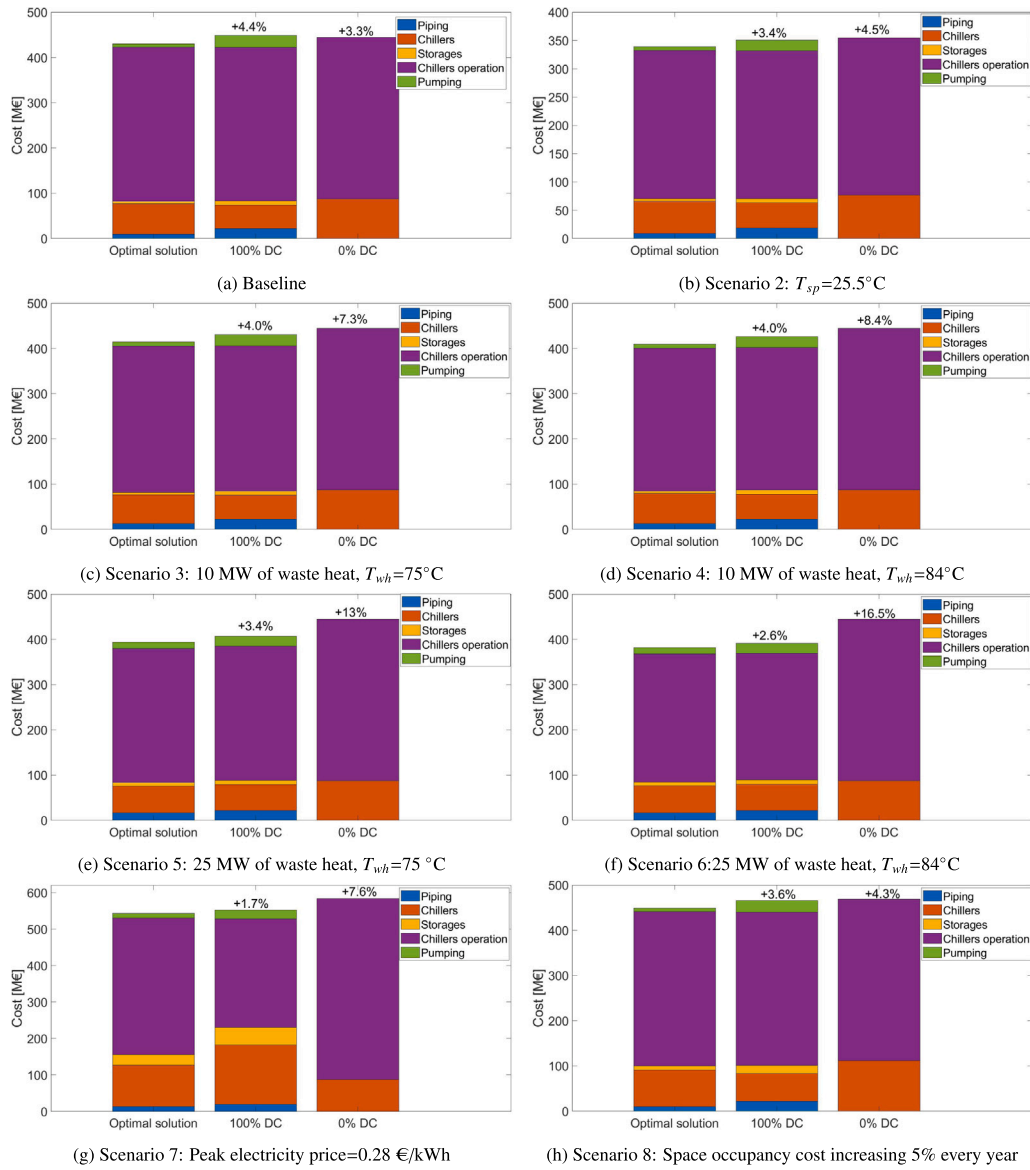 500
400
300
200
100
0
Cost [M€]
+4.4%
+3.3%
Piping
Chillers
Storages
Chillers operation
Pumping
Optimal solution
100% DC
0% DC
(a) Baseline
400
350
300
250
200
150
100
50
0
Cost [M€]
+3.4%
+4.5%
Piping
Chillers
Storages
Chillers operation
Pumping
Optimal solution
100% DC
0% DC
(b) Scenario 2: Tsp=25.5°C
500
400
300
200
100
0
Cost [M€]
+4.0%
+7.3%
Piping
Chillers
Storages
Chillers operation
Pumping
Optimal solution
100% DC
0% DC
(c) Scenario 3: 10 MW of waste heat, Twh=75°C
500
400
300
200
100
0
Cost [M€]
+4.0%
+8.4%
Piping
Chillers
Storages
Chillers operation
Pumping
Optimal solution
100% DC
0% DC
(d) Scenario 4: 10 MW of waste heat, Twh=84°C
500
400
300
200
100
0
Cost [M€]
+3.4%
+13%
Piping
Chillers
Storages
Chillers operation
Pumping
Optimal solution
100% DC
0% DC
(e) Scenario 5: 25 MW of waste heat, Twh=75 °C
500
400
300
200
100
0
Cost [M€]
+2.6%
+16.5%
Piping
Chillers
Storages
Chillers operation
Pumping
Optimal solution
100% DC
0% DC
(f) Scenario 6:25 MW of waste heat, Twh=84°C
600
500
400
300
200
100
0
Cost [M€]
+1.7%
+7.6%
Piping
Chillers
Storages
Chillers operation
Pumping
Optimal solution
100% DC
0% DC
(g) Scenario 7: Peak electricity price=0.28 €/kWh
500
400
300
200
100
0
Cost [M€]
+3.6%
+4.3%
Piping
Chillers
Storages
Chillers operation
Pumping
Optimal solution
100% DC
0% DC
(h) Scenario 8: Space occupancy cost increasing 5% every year